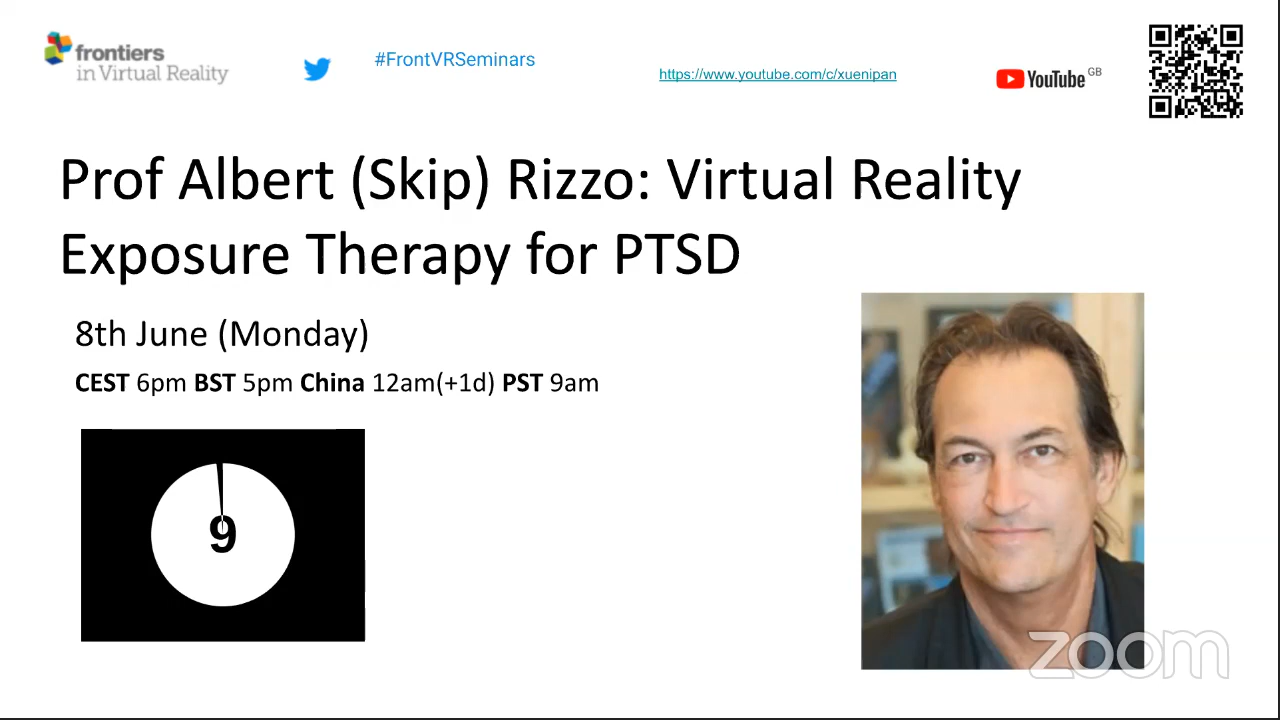 frontiers
in Virtual Reality
#FrontVRSeminars
https://www.youtube.com/c/xuenipan
YouTube GB
Prof Albert (Skip) Rizzo: Virtual Reality
Exposure Therapy for PTSD
8th June (Monday)
CEST 6pm BST 5pm China 12am(+1d) PST 9am
9
zoom